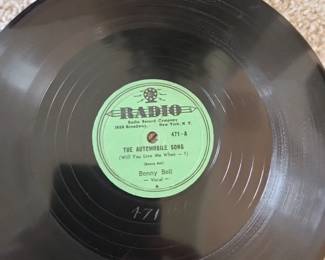 RADIO
Radio Record Company
1650 Broadway, New York, N.Y.
471-A
THE AUTOMOBILE SONG
(Will You Love Me When — ?)
(Benny Bell)
Benny Bell
— Vocal —
471